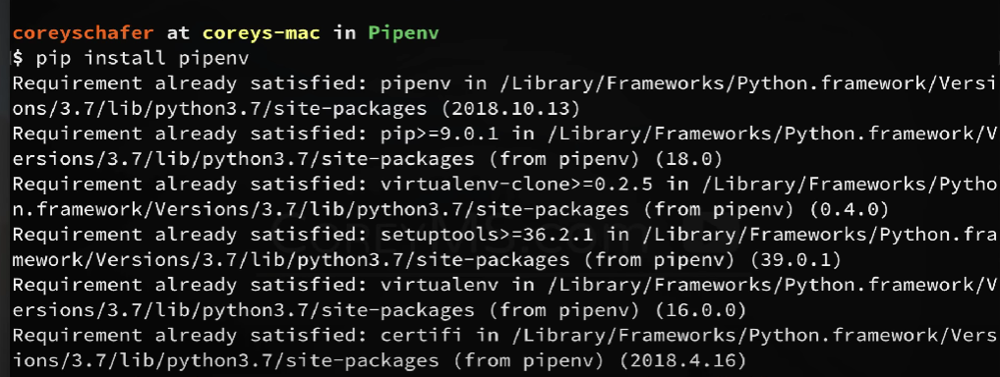 coreyschafer at coreys-mac in Pipenv
$ pip install pipenv
Requirement already satisfied: pipenv in /Library/Frameworks/Python.framework/Versi
ons/3.7/lib/python3.7/site-packages (2018.10.13)
Requirement already satisfied: pip>=9.0.1 in /Library/Frameworks/Python.framework/V
ersions/3.7/lib/python3.7/site-packages (from pipenv) (18.0)
Requirement already satisfied: virtualenv-clone>=0.2.5 in /Library/Frameworks/Pytho
n.framework/Versions/3.7/lib/python3.7/site-packages (from pipenv) (0.4.0)
Requirement already satisfied: setuptools>=36.2.1 in /Library/Frameworks/Python.fra
mework/Versions/3.7/lib/python3.7/site-packages (from pipenv) (39.0.1)
Requirement already satisfied: virtualenv in /Library/Frameworks/Python.framework/V
ersions/3.7/lib/python3.7/site-packages (from pipenv) (16.0.0)
Requirement already satisfied: certifi in /Library/Frameworks/Python.framework/Vers
ions/3.7/lib/python3.7/site-packages (from pipenv) (2018.4.16)